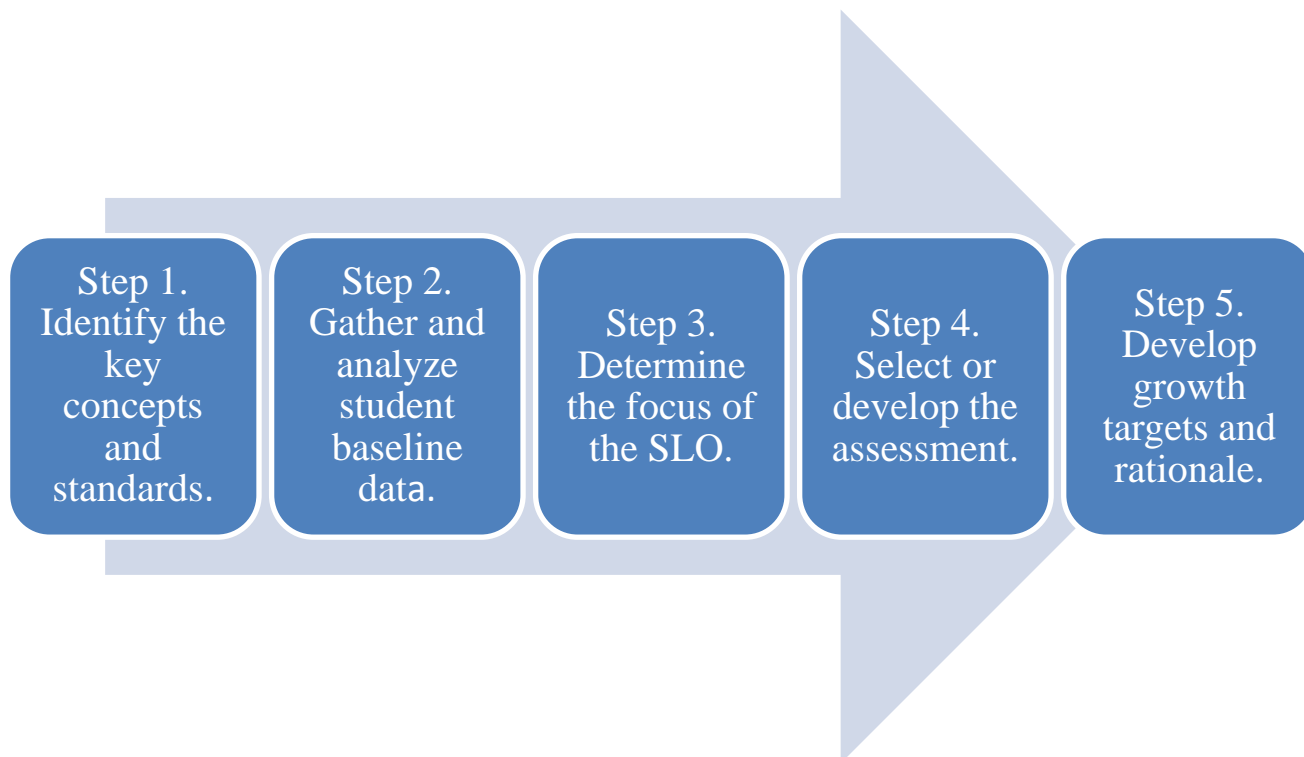 Step 1.
Identify the
key
concepts
and
standards.
Step 2.
Gather and
analyze
student
baseline
data.
Step 3.
Determine
the focus of
the SLO.
Step 4.
Select or
develop the
assessment.
Step 5.
Develop
growth
targets and
rationale.